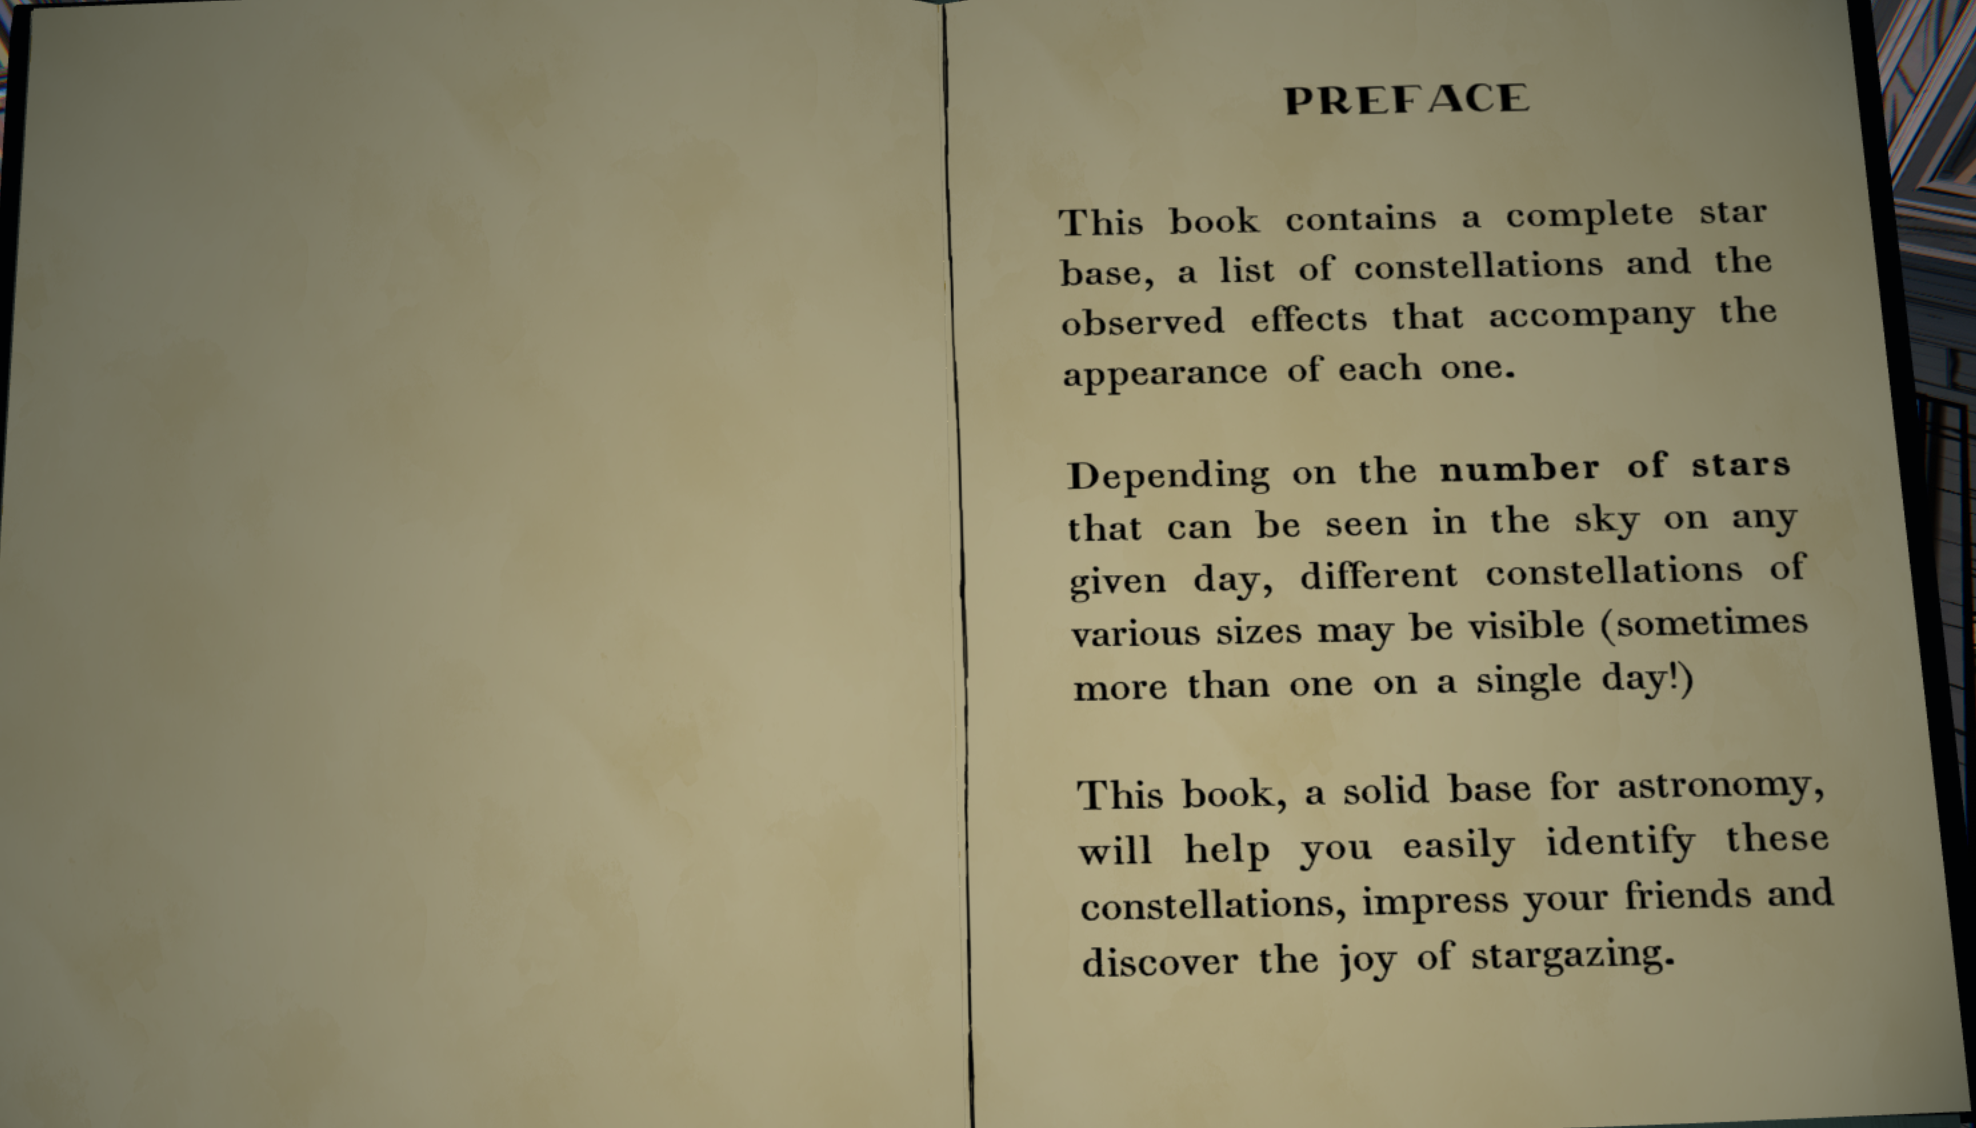 PREFACE
This book contains a complete star
base, a list of constellations and the
observed effects that accompany the
appearance of each one.
Depending on the number of stars
that can be seen in the sky on any
given day, different constellations of
various sizes may be visible (sometimes
more than one on a single day!)
This book, a solid base for astronomy,
will help you easily identify these
constellations, impress your friends and
discover the joy of stargazing.